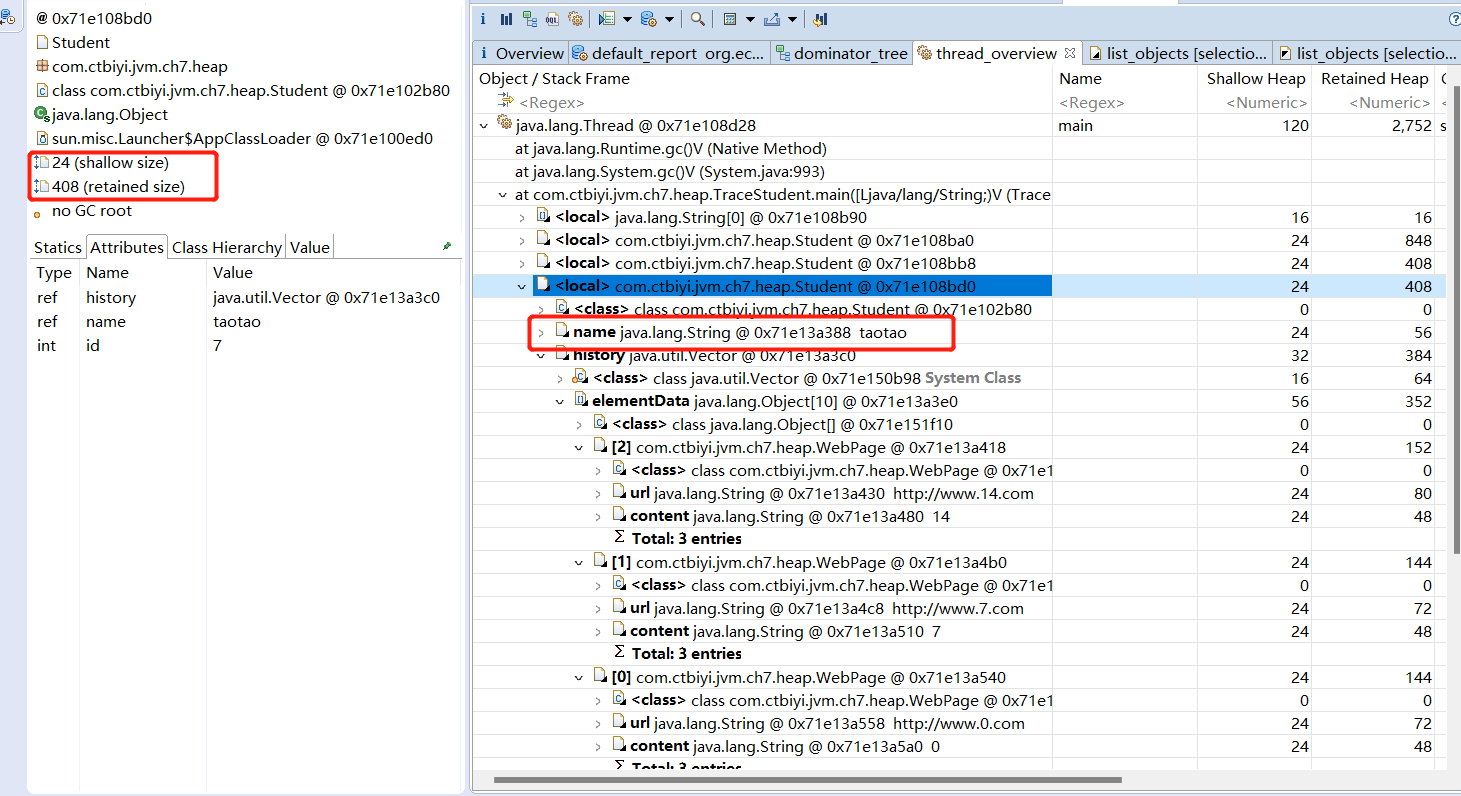 @ 0x71e108bd0
Student
com.ctbiyi.jvm.ch7.heap
class com.ctbiyi.jvm.ch7.heap.Student @ 0x71e102b80
java.lang.Object
sun.misc.Launcher$AppClassLoader @ 0x71e100ed0
24 (shallow size)
408 (retained size)
no GC root
Statics Attributes Class Hierarchy Value
Type Name Value
ref history java.util.Vector @ 0x71e13a3c0
ref name taotao
int id 7
i OQL
i Overview default_report org.ec... dominator_tree thread_overview list_objects [selectio... list_objects [selectio...
Object / Stack Frame Name Shallow Heap Retained Heap
<Regex> <Regex> <Numeric> <Numeric>
java.lang.Thread @ 0x71e108d28 main 120 2,752 s
at java.lang.Runtime.gc()V (Native Method)
at java.lang.System.gc()V (System.java:993)
at com.ctbiyi.jvm.ch7.heap.TraceStudent.main([Ljava/lang/String;)V (Trace
<local> java.lang.String[0] @ 0x71e108b90 16 16
<local> com.ctbiyi.jvm.ch7.heap.Student @ 0x71e108ba0 24 848
<local> com.ctbiyi.jvm.ch7.heap.Student @ 0x71e108bb8 24 408
<local> com.ctbiyi.jvm.ch7.heap.Student @ 0x71e108bd0 24 408
<class> class com.ctbiyi.jvm.ch7.heap.Student @ 0x71e102b80 0 0
name java.lang.String @ 0x71e13a388 taotao 24 56
history java.util.Vector @ 0x71e13a3c0 32 384
<class> class java.util.Vector @ 0x71e150b98 System Class 16 64
elementData java.lang.Object[10] @ 0x71e13a3e0 56 352
<class> class java.lang.Object[] @ 0x71e151f10 0 0
[2] com.ctbiyi.jvm.ch7.heap.WebPage @ 0x71e13a418 24 152
<class> class com.ctbiyi.jvm.ch7.heap.WebPage @ 0x71e1 0 0
url java.lang.String @ 0x71e13a430 http://www.14.com 24 80
content java.lang.String @ 0x71e13a480 14 24 48
Σ Total: 3 entries
[1] com.ctbiyi.jvm.ch7.heap.WebPage @ 0x71e13a4b0 24 144
<class> class com.ctbiyi.jvm.ch7.heap.WebPage @ 0x71e1 0 0
url java.lang.String @ 0x71e13a4c8 http://www.7.com 24 72
content java.lang.String @ 0x71e13a510 7 24 48
Σ Total: 3 entries
[0] com.ctbiyi.jvm.ch7.heap.WebPage @ 0x71e13a540 24 144
<class> class com.ctbiyi.jvm.ch7.heap.WebPage @ 0x71e1 0 0
url java.lang.String @ 0x71e13a558 http://www.0.com 24 72
content java.lang.String @ 0x71e13a5a0 0 24 48
Σ Total: 3 entries